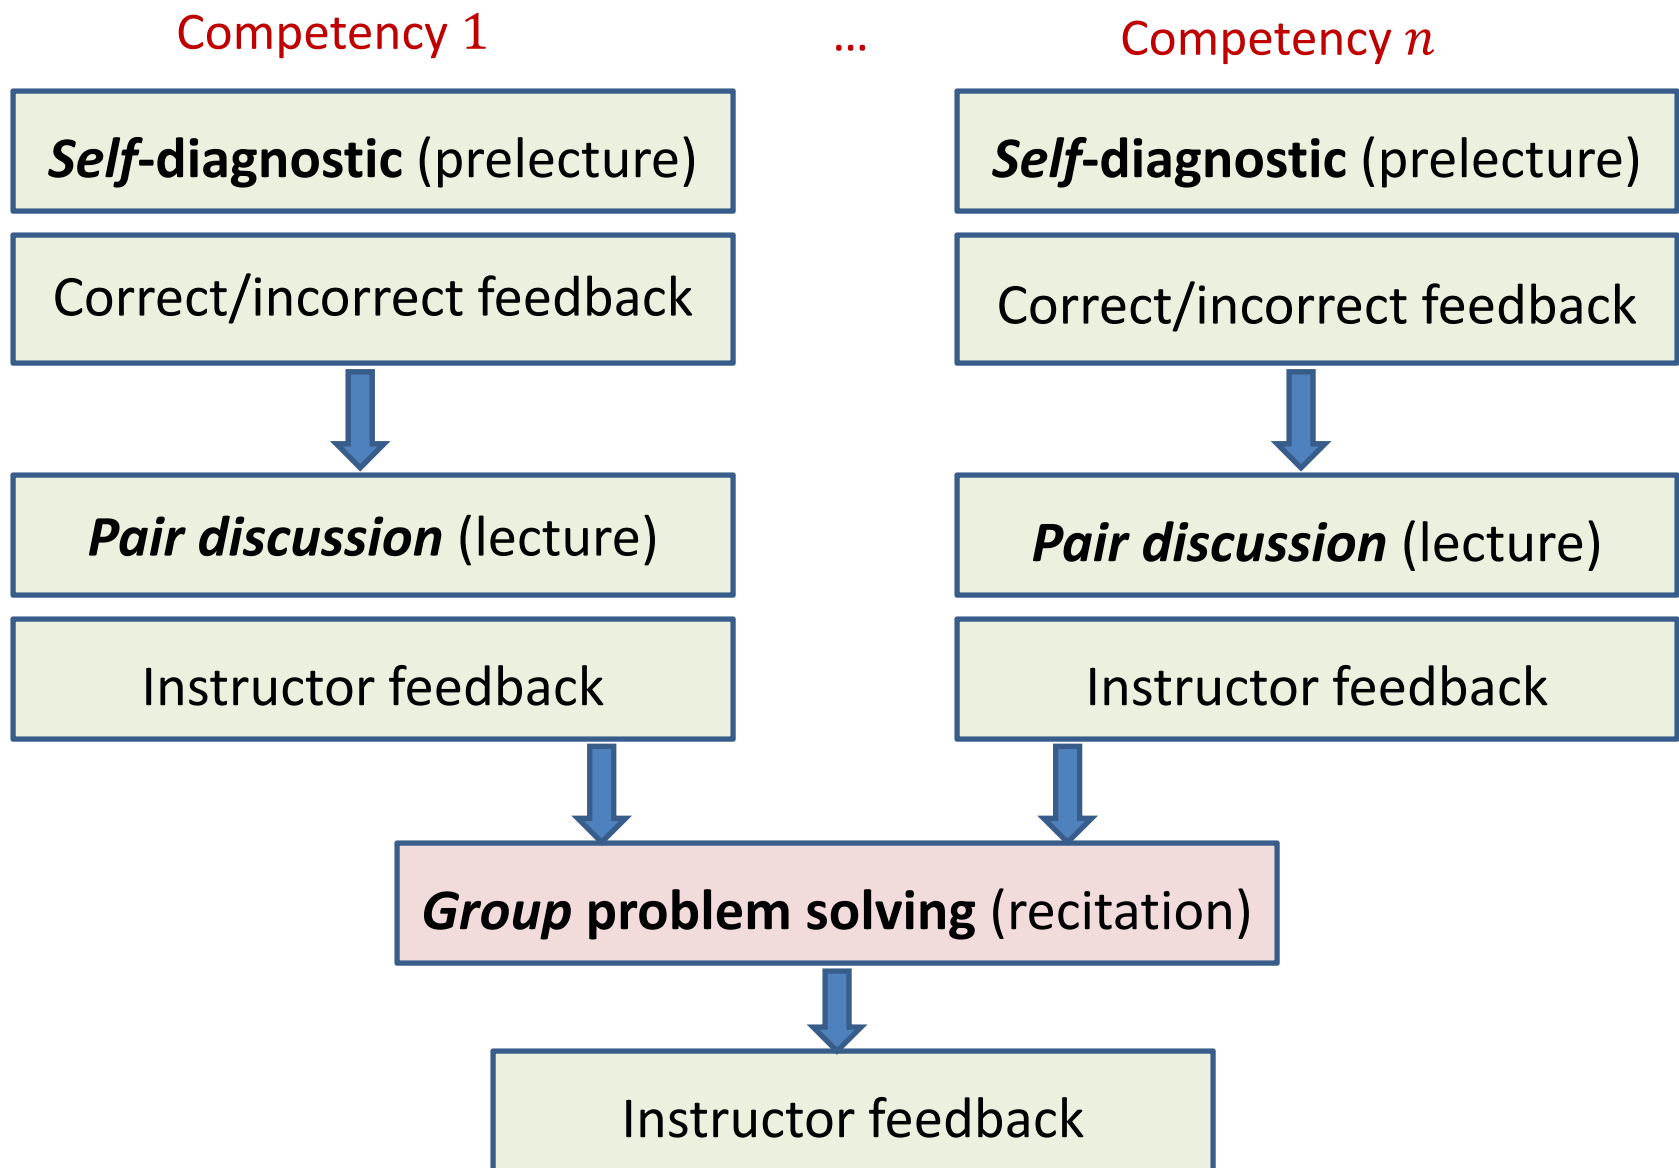 Competency 1 ... Competency n
Self-diagnostic (prelecture) Self-diagnostic (prelecture)
Correct/incorrect feedback Correct/incorrect feedback
Pair discussion (lecture) Pair discussion (lecture)
Instructor feedback Instructor feedback
Group problem solving (recitation)
Instructor feedback